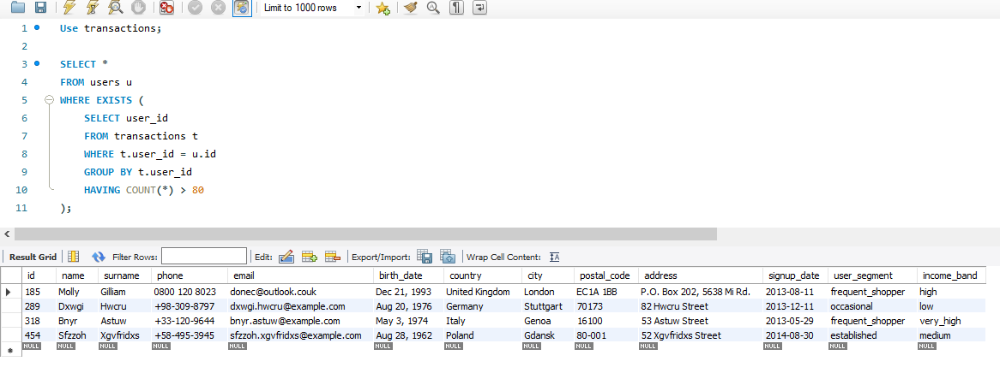 Limit to 1000 rows
1 Use transactions;
2
3 SELECT *
4 FROM users u
5 WHERE EXISTS (
6 SELECT user_id
7 FROM transactions t
8 WHERE t.user_id = u.id
9 GROUP BY t.user_id
10 HAVING COUNT(*) > 80
11 );
Result Grid Filter Rows: Edit: Export/Import: Wrap Cell Content:
id name surname phone email birth_date country city postal_code address signup_date user_segment income_band
185 Molly Gilliam 0800 120 8023 donec@outlook.couk Dec 21, 1993 United Kingdom London EC1A 1BB P.O. Box 202, 5638 Mi Rd. 2013-08-11 frequent_shopper high
289 Dxwgi Hwcru +98-309-8797 dxwgi.hwcru@example.com Aug 20, 1976 Germany Stuttgart 70173 82 Hwcru Street 2013-12-11 occasional low
318 Bnyr Astuw +33-120-9644 bnyr.astuw@example.com May 3, 1974 Italy Genoa 16100 53 Astuw Street 2013-05-29 frequent_shopper very_high
454 Sfzzoh Xgvfridxs +58-495-3945 sfzzoh.xgvfridxs@example.com Aug 28, 1962 Poland Gdansk 80-001 52 Xgvfridxs Street 2014-08-30 established medium
NULL NULL NULL NULL NULL NULL NULL NULL NULL NULL NULL NULL NULL